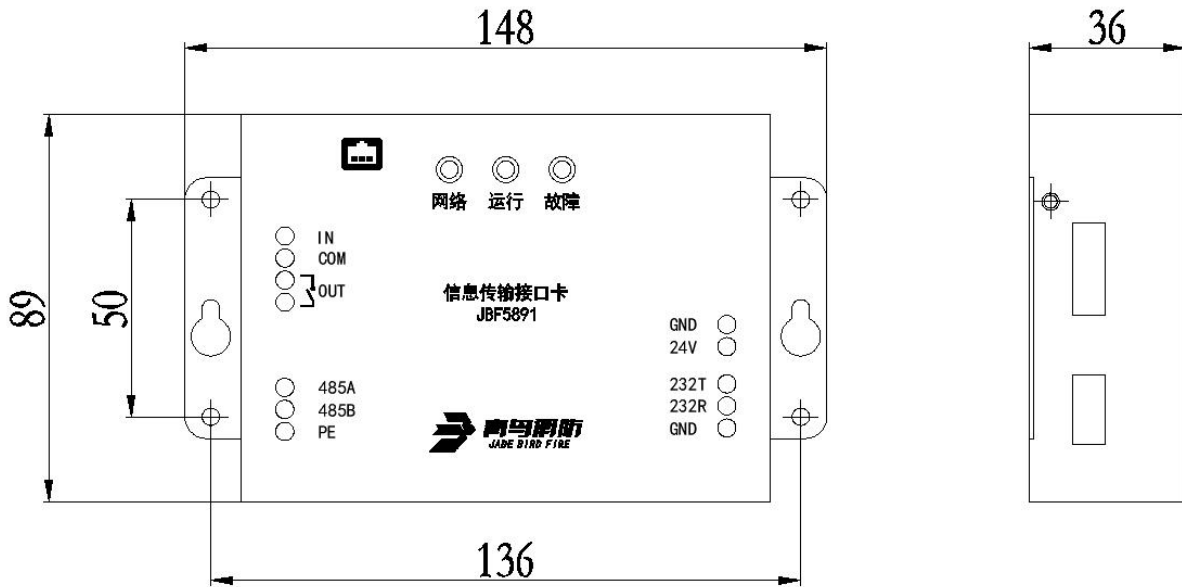 148
36
网络 运行 故障
IN
COM
OUT
信息传输接口卡
JBF5891
GND
24V
89
50
485A
485B
PE
232T
232R
GND
青鸟消防
JADE BIRD FIRE
136